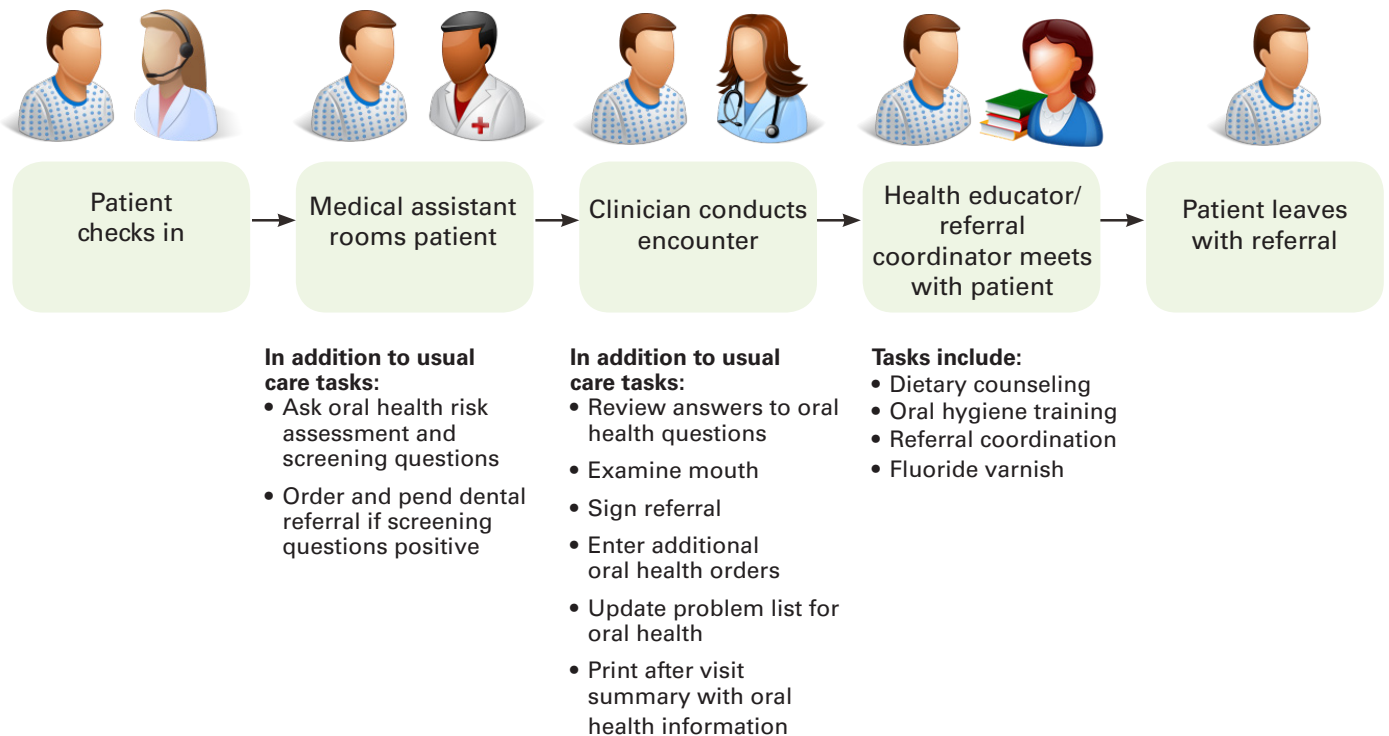 Patient
checks in
Medical assistant
rooms patient
Clinician conducts
encounter
Health educator/
referral
coordinator meets
with patient
Patient leaves
with referral
In addition to usual
care tasks:
• Ask oral health risk
assessment and
screening questions
• Order and pend dental
referral if screening
questions positive
In addition to usual
care tasks:
• Review answers to oral
health questions
• Examine mouth
• Sign referral
• Enter additional
oral health orders
• Update problem list for
oral health
• Print after visit
summary with oral
health information
Tasks include:
• Dietary counseling
• Oral hygiene training
• Referral coordination
• Fluoride varnish